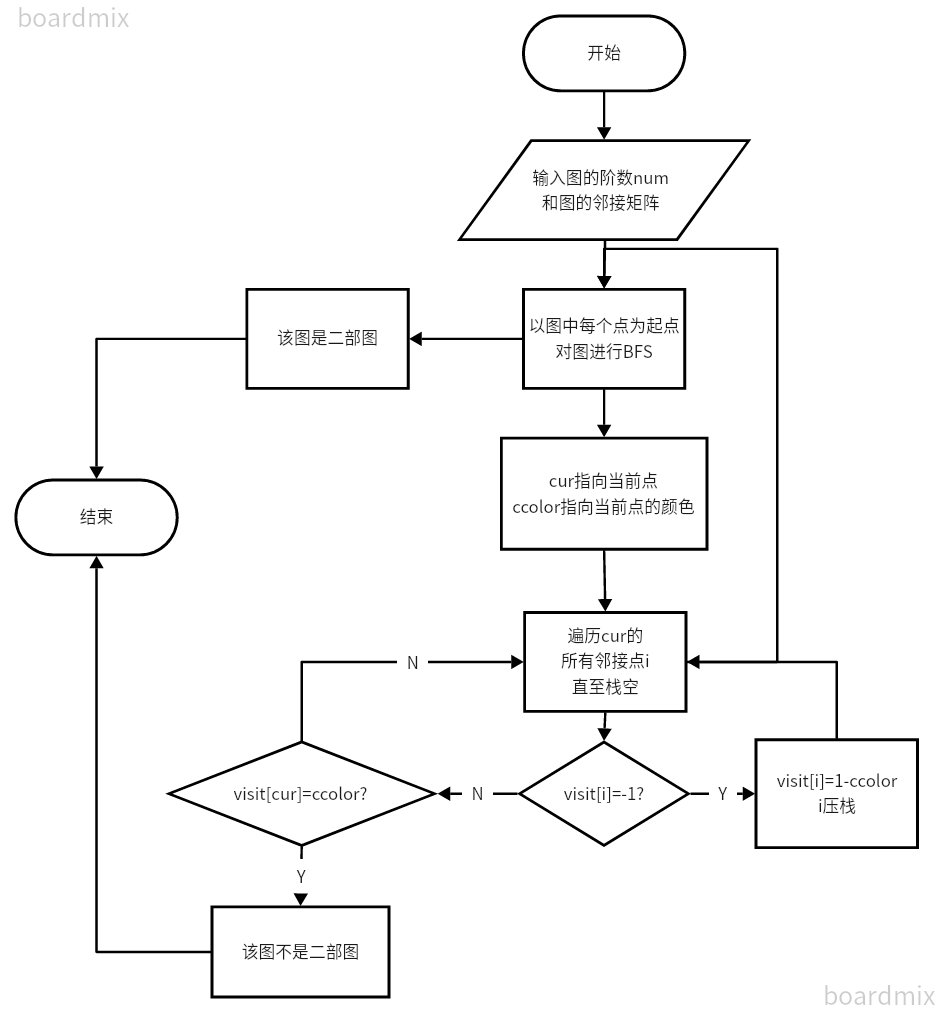 boardmix
开始
输入图的阶数num
和图的邻接矩阵
该图是二部图
以图中每个点为起点
对图进行BFS
cur指向当前点
ccolor指向当前点的颜色
结束
遍历cur的
所有邻接点i
直至栈空
N
visit[cur]=ccolor?
N
visit[i]=-1?
Y
visit[i]=1-ccolor
i压栈
Y
该图不是二部图
boardmix